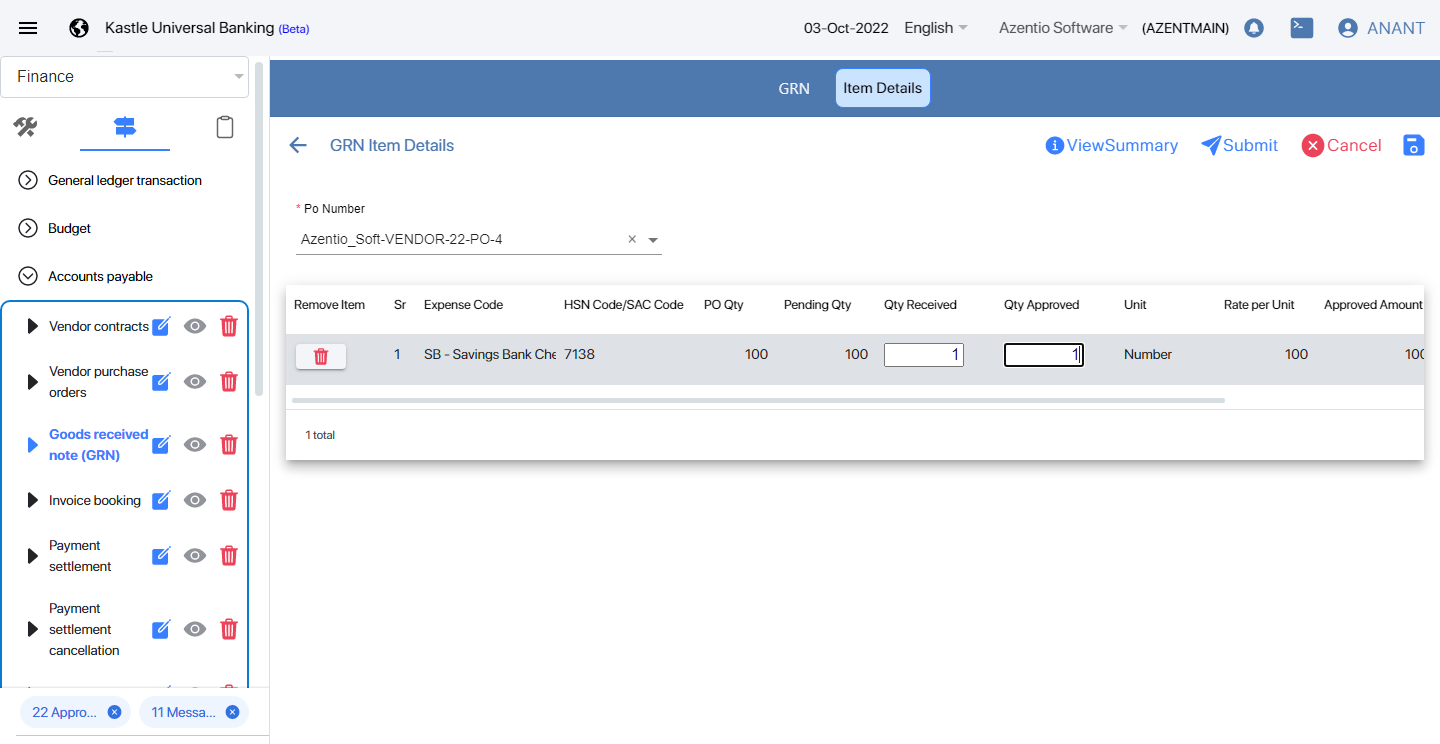 Kastle Universal Banking (Beta)
03-Oct-2022
English
Azentio Software
(AZENTMAIN)
ANANT
Finance
General ledger transaction
Budget
Accounts payable
Vendor contracts
Vendor purchase
orders
Goods received
note (GRN)
Invoice booking
Payment
settlement
Payment
settlement
cancellation
22 Appro...
11 Messa...
GRN
Item Details
GRN Item Details
ViewSummary
Submit
Cancel
* Po Number
Azentio_Soft-VENDOR-22-PO-4
Remove Item Sr Expense Code HSN Code/SAC Code PO Qty Pending Qty Qty Received Qty Approved Unit Rate per Unit Approved Amount
1 SB - Savings Bank Che 7138 100 100 1 1 Number 100 100
1 total